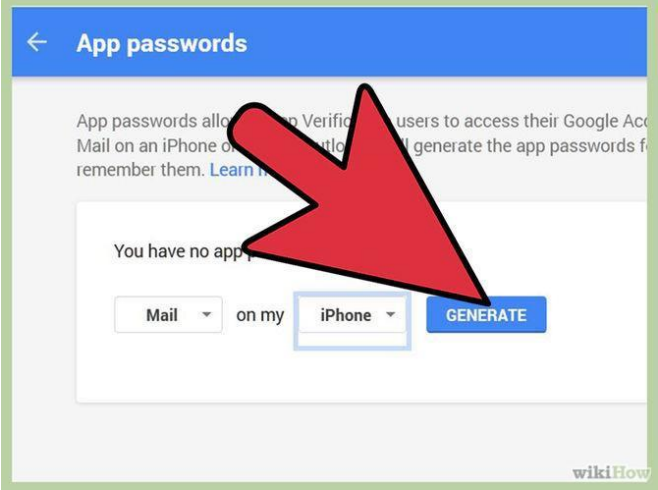 App passwords
App passwords allo Verific users to access their Google Acc
Mail on an iPhone o utlo ll generate the app passwords f
remember them. Learn
You have no app
Mail on my iPhone GENERATE
wikiHow